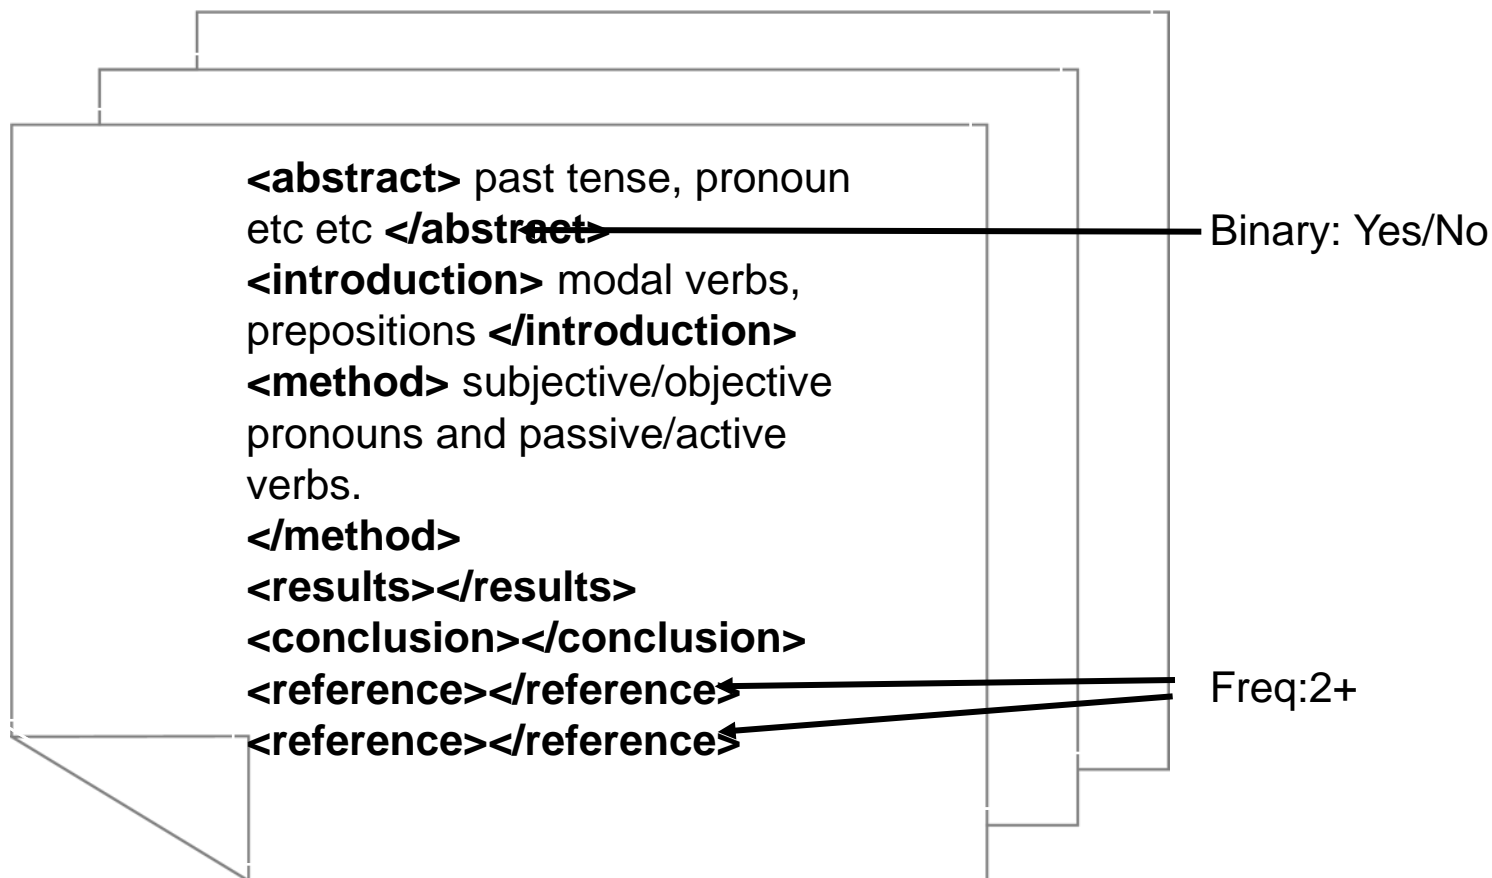 <abstract> past tense, pronoun
etc etc </abstract>
Binary: Yes/No
<introduction> modal verbs,
prepositions </introduction>
<method> subjective/objective
pronouns and passive/active
verbs.
</method>
<results></results>
<conclusion></conclusion>
<reference></reference>
Freq:2+
<reference></reference>